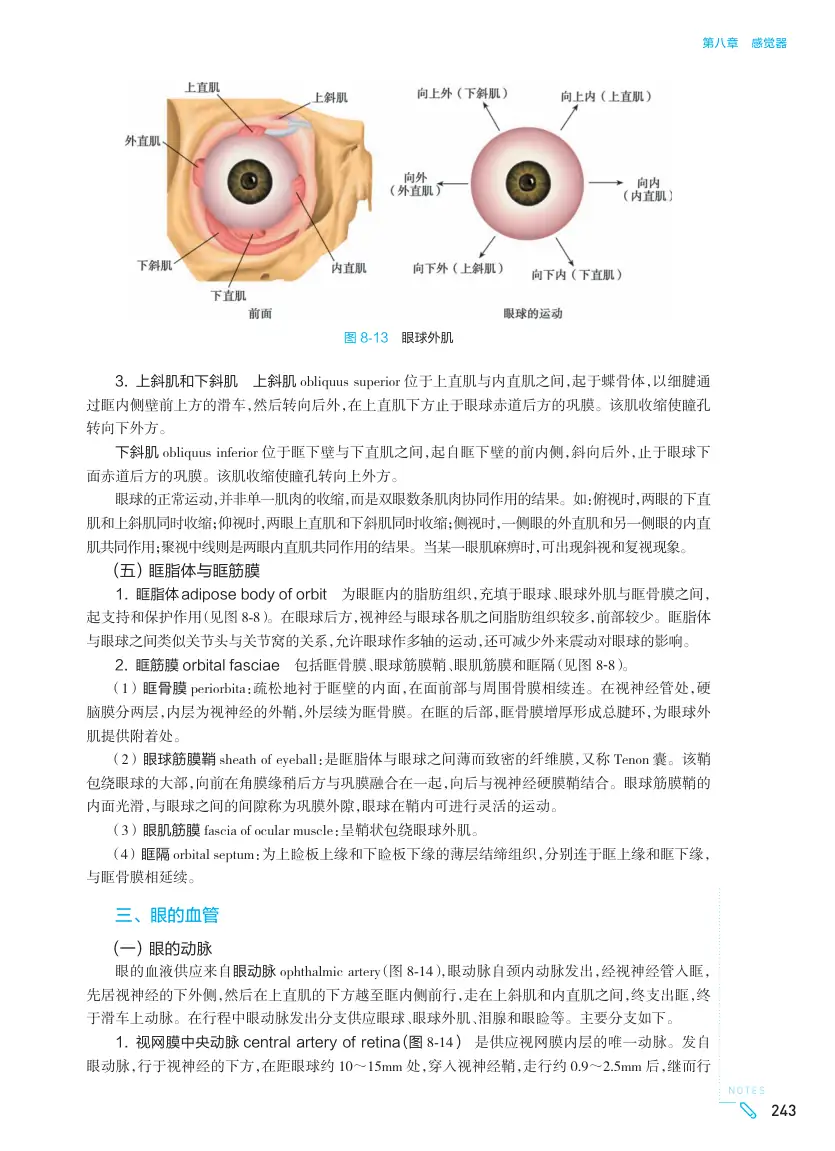 第八章　感觉器
上直肌
上斜肌
外直肌
下斜肌
下直肌
内直肌
前面
向上外（下斜肌）
向上内（上直肌）
向外
（外直肌）
向内
（内直肌）
向下外（上斜肌）
向下内（下直肌）
眼球的运动
图 8-13　眼球外肌
3. 上斜肌和下斜肌　上斜肌 obliquus superior 位于上直肌与内直肌之间,起于蝶骨体,以细腱通
过眶内侧壁前上方的滑车,然后转向后外,在上直肌下方止于眼球赤道后方的巩膜。该肌收缩使瞳孔
转向下外方。
下斜肌 obliquus inferior 位于眶下壁与下直肌之间,起自眶下壁的前内侧,斜向后外,止于眼球下
面赤道后方的巩膜。该肌收缩使瞳孔转向上外方。
眼球的正常运动,并非单一肌肉的收缩,而是双眼数条肌肉协同作用的结果。如:俯视时,两眼的下直
肌和上斜肌同时收缩;仰视时,两眼上直肌和下斜肌同时收缩;侧视时,一侧眼的外直肌和另一侧眼的内直
肌共同作用;聚视中线则是两眼内直肌共同作用的结果。当某一眼肌麻痹时,可出现斜视和复视现象。
（五）眶脂体与眶筋膜
1. 眶脂体 adipose body of orbit　为眼眶内的脂肪组织,充填于眼球、眼球外肌与眶骨膜之间,
起支持和保护作用（见图 8-8）。在眼球后方,视神经与眼球各肌之间脂肪组织较多,前部较少。眶脂体
与眼球之间类似关节头与关节窝的关系,允许眼球作多轴的运动,还可减少外来震动对眼球的影响。
2. 眶筋膜 orbital fasciae　包括眶骨膜、眼球筋膜鞘、眼肌筋膜和眶隔（见图 8-8）。
（1）眶骨膜 periorbita:疏松地衬于眶壁的内面,在面前部与周围骨膜相续连。在视神经管处,硬
脑膜分两层,内层为视神经的外鞘,外层续为眶骨膜。在眶的后部,眶骨膜增厚形成总腱环,为眼球外
肌提供附着处。
（2）眼球筋膜鞘 sheath of eyeball:是眶脂体与眼球之间薄而致密的纤维膜,又称 Tenon 囊。该鞘
包绕眼球的大部,向前在角膜缘稍后方与巩膜融合在一起,向后与视神经硬膜鞘结合。眼球筋膜鞘的
内面光滑,与眼球之间的间隙称为巩膜外隙,眼球在鞘内可进行灵活的运动。
（3）眼肌筋膜 fascia of ocular muscle:呈鞘状包绕眼球外肌。
（4）眶隔 orbital septum:为上睑板上缘和下睑板下缘的薄层结缔组织,分别连于眶上缘和眶下缘,
与眶骨膜相延续。
三、眼的血管
（一）眼的动脉
眼的血液供应来自眼动脉 ophthalmic artery（图 8-14）,眼动脉自颈内动脉发出,经视神经管入眶,
先居视神经的下外侧,然后在上直肌的下方越至眶内侧前行,走在上斜肌和内直肌之间,终支出眶,终
于滑车上动脉。在行程中眼动脉发出分支供应眼球、眼球外肌、泪腺和眼睑等。主要分支如下。
1. 视网膜中央动脉 central artery of retina（图 8-14）　是供应视网膜内层的唯一动脉。发自
眼动脉,行于视神经的下方,在距眼球约 10～15mm 处,穿入视神经鞘,走行约 0.9～2.5mm 后,继而行
NOTES
243